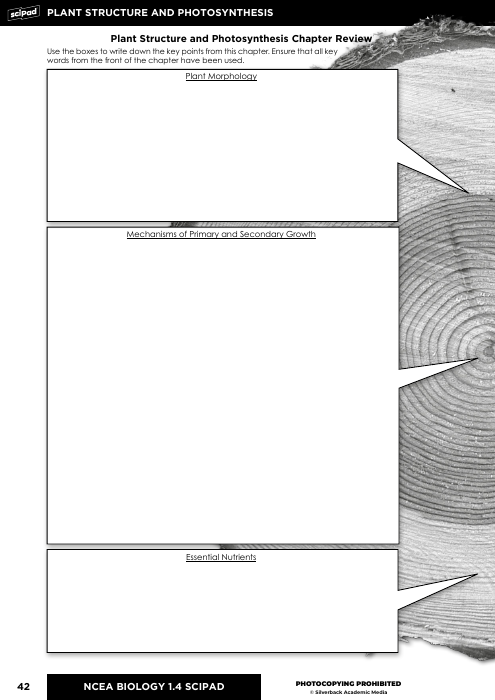 scipad
PLANT STRUCTURE AND PHOTOSYNTHESIS
Plant Structure and Photosynthesis Chapter Review
Use the boxes to write down the key points from this chapter. Ensure that all key
words from the front of the chapter have been used.
Plant Morphology
Mechanisms of Primary and Secondary Growth
Essential Nutrients
42
NCEA BIOLOGY 1.4 SCIPAD
PHOTOCOPYING PROHIBITED
© Silverback Academic Media